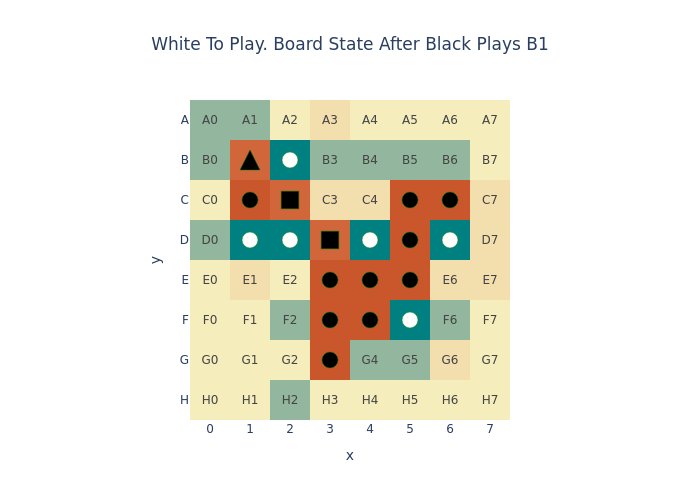 White To Play. Board State After Black Plays B1
A A0 A1 A2 A3 A4 A5 A6 A7
B B0 B3 B4 B5 B6 B7
C C0 C3 C4 C7
D D0 D7
E E0 E1 E2 E6 E7
F F0 F1 F2 F6 F7
G G0 G1 G2 G4 G5 G6 G7
H H0 H1 H2 H3 H4 H5 H6 H7
0 1 2 3 4 5 6 7
x
y